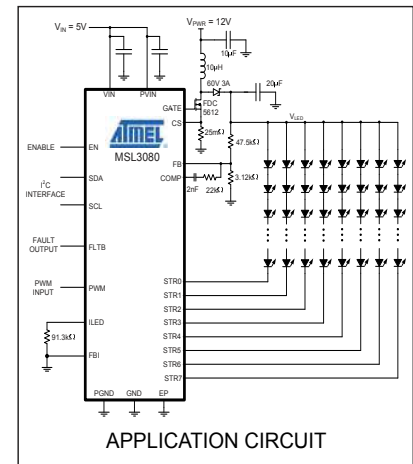 VIN = 5V
VPWR = 12V
10µF
10µH
VIN
PVIN
60V 3A
20µF
GATE
FDC
5612
CS
25mΩ
VLED
ATMEL
MSL3080
47.5kΩ
ENABLE
EN
FB
COMP
2nF
22kΩ
3.12kΩ
I²C
INTERFACE
SDA
SCL
FAULT
OUTPUT
FLTB
PWM
INPUT
PWM
STR0
STR1
STR2
STR3
STR4
STR5
STR6
STR7
ILED
91.3kΩ
FBI
PGND
GND
EP
APPLICATION CIRCUIT